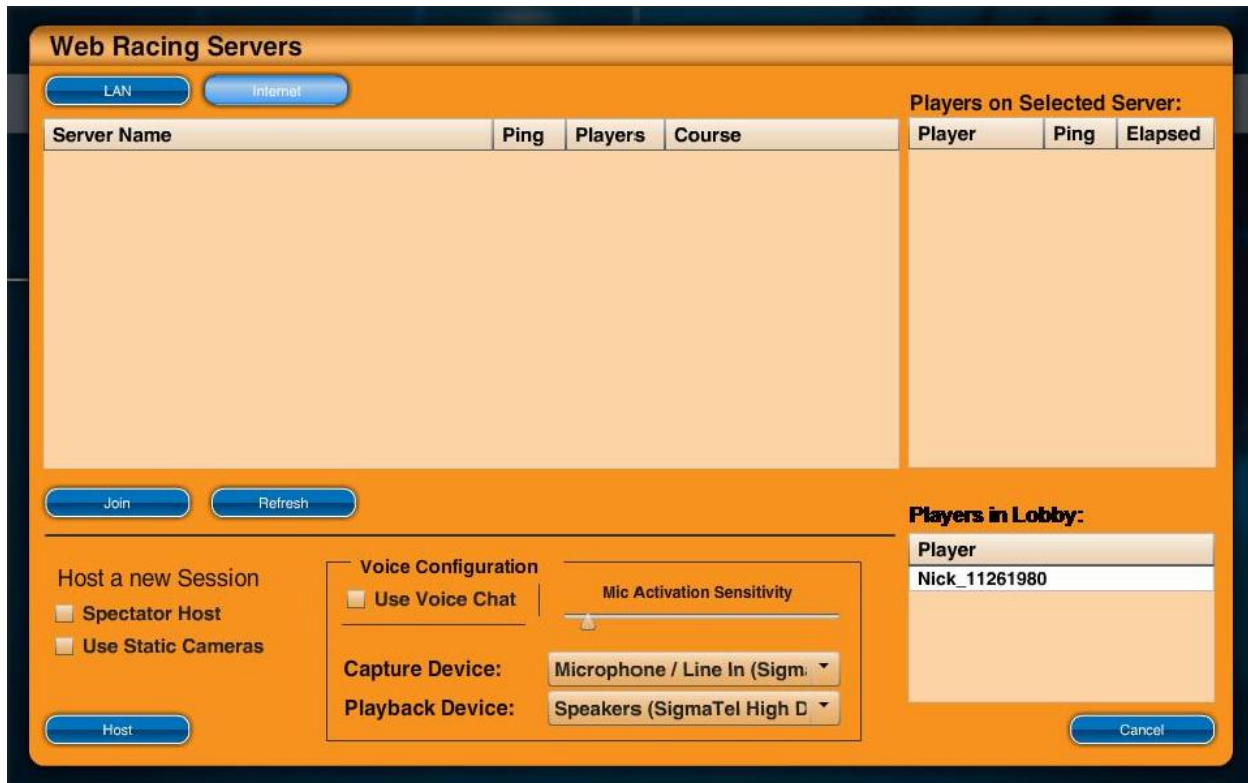 Web Racing Servers
LAN Internet
Players on Selected Server:
Server Name Ping Players Course
Player Ping Elapsed
Join Refresh
Players in Lobby:
Player
Nick_11261980
Host a new Session
Spectator Host
Use Static Cameras
Host
Voice Configuration
Use Voice Chat
Mic Activation Sensitivity
Capture Device: Microphone / Line In (Sigm
Playback Device: Speakers (SigmaTel High D
Cancel